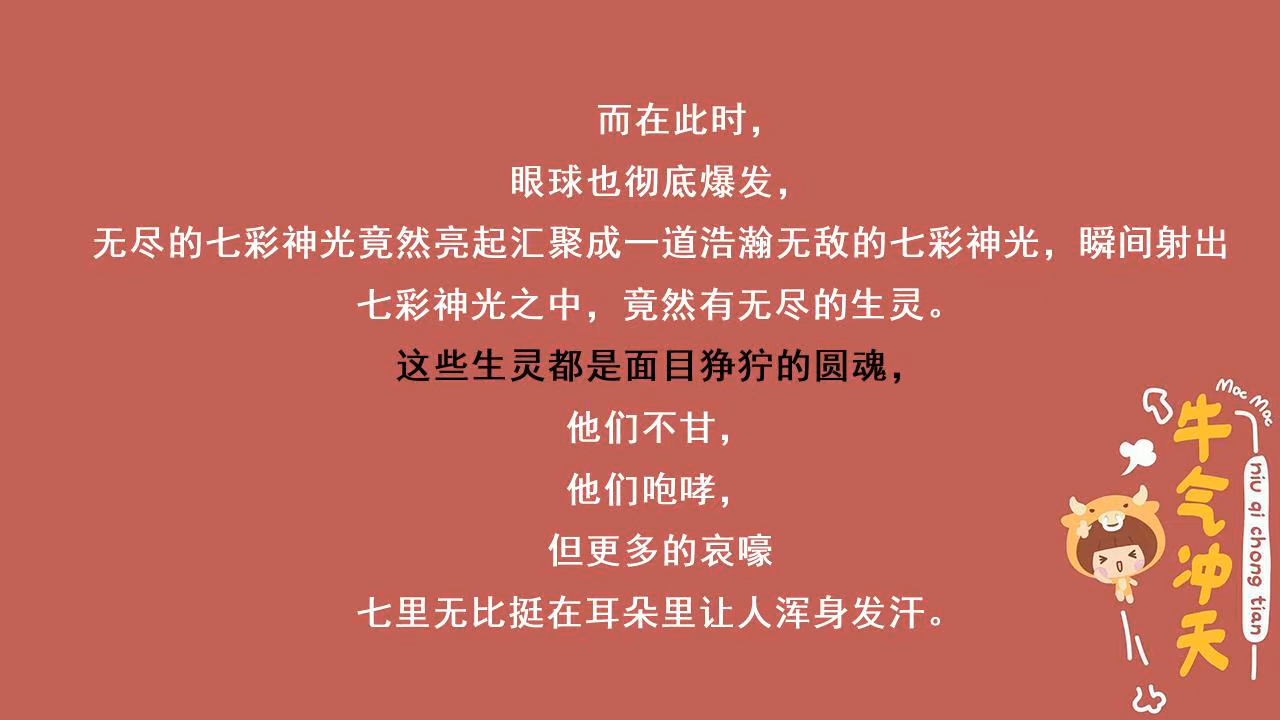 而在此时，
眼球也彻底爆发，
无尽的七彩神光竟然亮起汇聚成一道浩瀚无敌的七彩神光，瞬间射出
七彩神光之中，竟然有无尽的生灵。
这些生灵都是面目狰狞的圆魂，
他们不甘，
他们咆哮，
但更多的哀嚎
七里无比挺在耳朵里让人浑身发汗。
Moc Moc
牛气冲天
niu qi chong tian